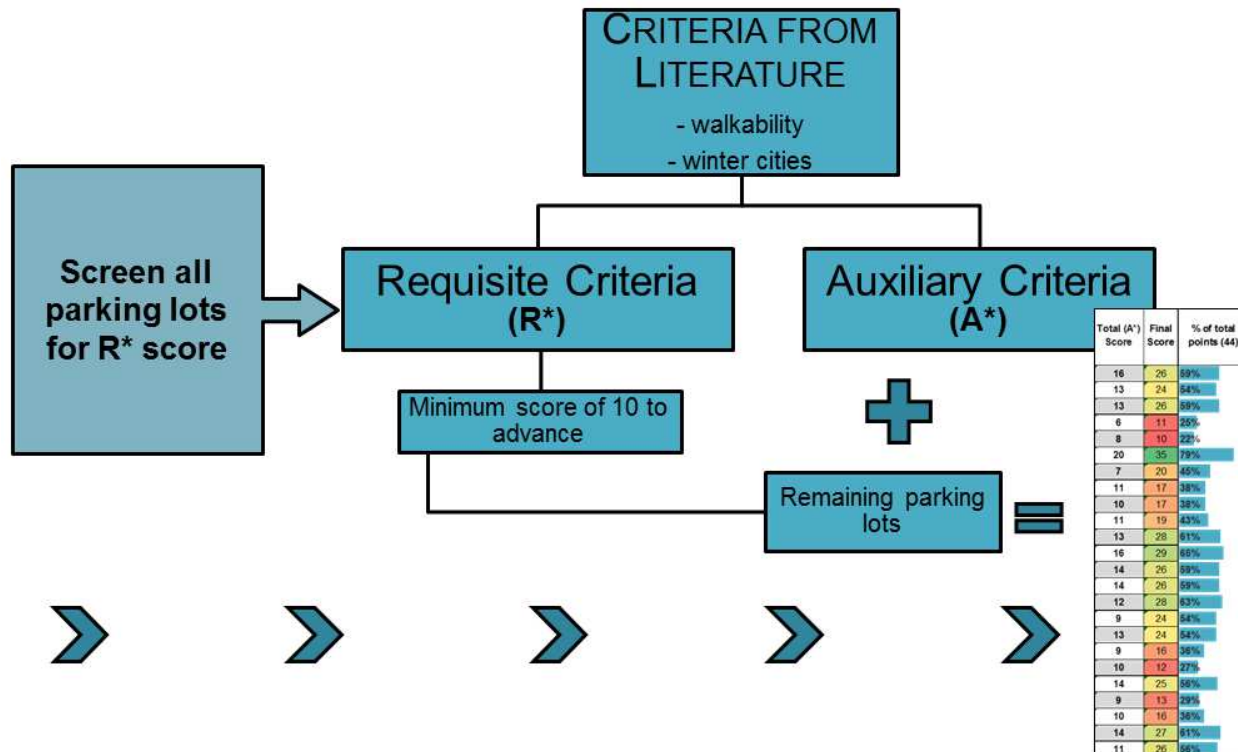 CRITERIA FROM
LITERATURE
- walkability
- winter cities
Screen all
parking lots
for R* score
Requisite Criteria
(R*)
Auxiliary Criteria
(A*)
Minimum score of 10 to
advance
Remaining parking
lots
Total (A*) Final % of total
Score Score points (44)
16 26 59%
13 24 54%
13 26 59%
6 11 25%
8 10 22%
20 35 79%
7 20 45%
11 17 38%
10 17 38%
11 19 43%
13 28 61%
16 29 66%
14 26 59%
14 26 59%
12 28 63%
9 24 54%
13 24 54%
9 16 36%
10 12 27%
14 25 56%
9 13 29%
10 16 36%
14 27 61%
11 26 56%